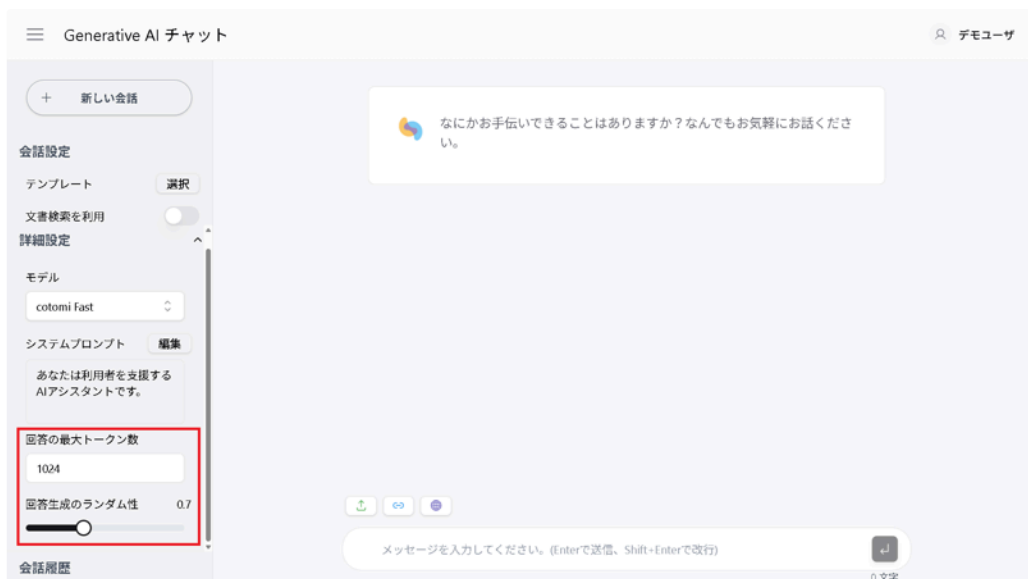 Generative AI チャット
デモユーザ
新しい会話
会話設定
テンプレート
選択
文書検索を利用
詳細設定
モデル
cotomi Fast
システムプロンプト
編集
あなたは利用者を支援する
AIアシスタントです。
回答の最大トークン数
1024
回答生成のランダム性
0.7
会話履歴
なにかお手伝いできることはありますか？なんでもお気軽にお話くださ
い。
メッセージを入力してください。(Enterで送信、Shift+Enterで改行)
0 文字